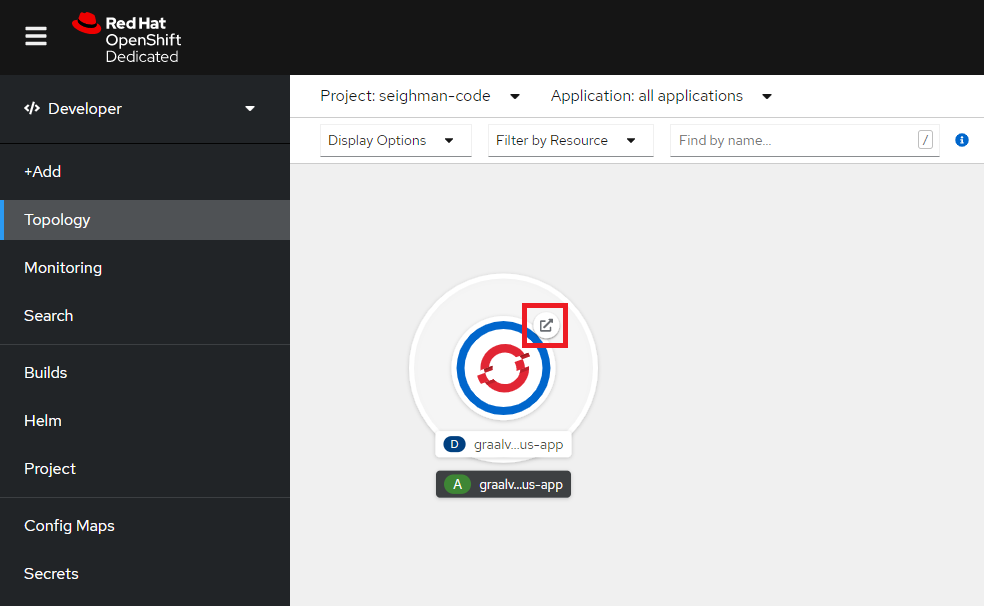 Red Hat
OpenShift
Dedicated
Developer
Project: seighman-code
Application: all applications
Display Options
Filter by Resource
Find by name...
/
i
+Add
Topology
Monitoring
Search
Builds
Helm
Project
Config Maps
Secrets
D graalv...us-app
A graalv...us-app